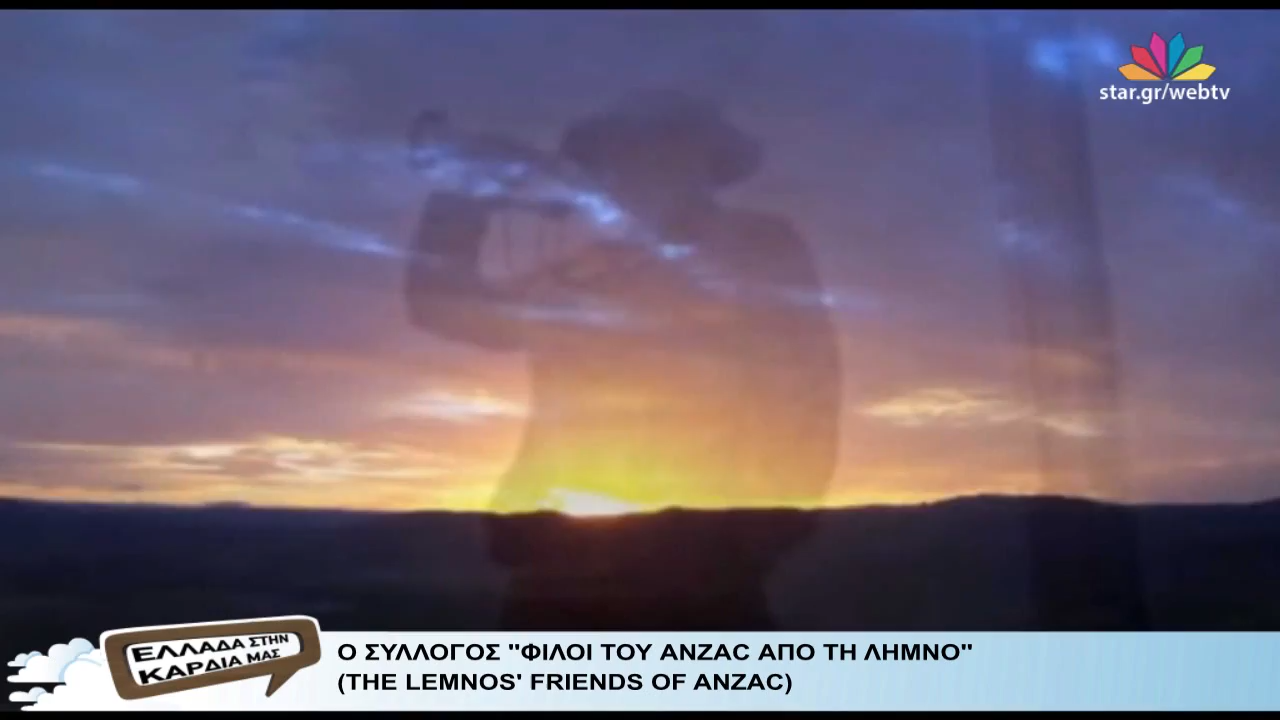 star.gr/webtv
ΕΛΛΑΔΑ ΣΤΗΝ
ΚΑΡΔΙΑ ΜΑΣ
Ο ΣΥΛΛΟΓΟΣ "ΦΙΛΟΙ ΤΟΥ ANZAC ΑΠΟ ΤΗ ΛΗΜΝΟ"
(THE LEMNOS' FRIENDS OF ANZAC)